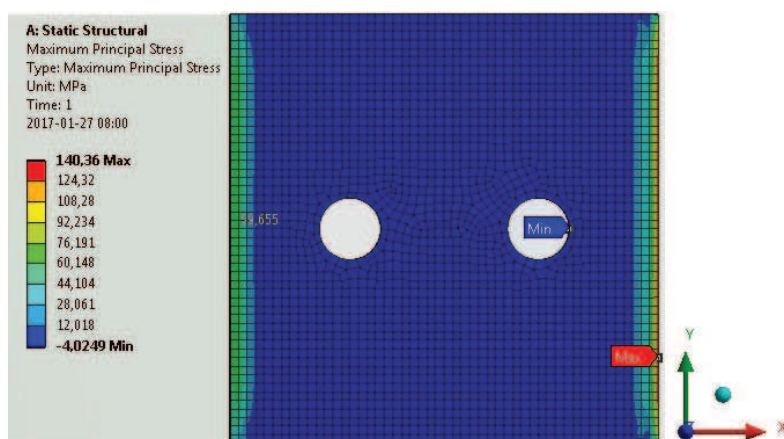 A: Static Structural
Maximum Principal Stress
Type: Maximum Principal Stress
Unit: MPa
Time: 1
2017-01-27 08:00
140,36 Max
124,32
108,28
92,234
76,191
60,148
44,104
28,061
12,018
-4,0249 Min
Min
Max
Y
X